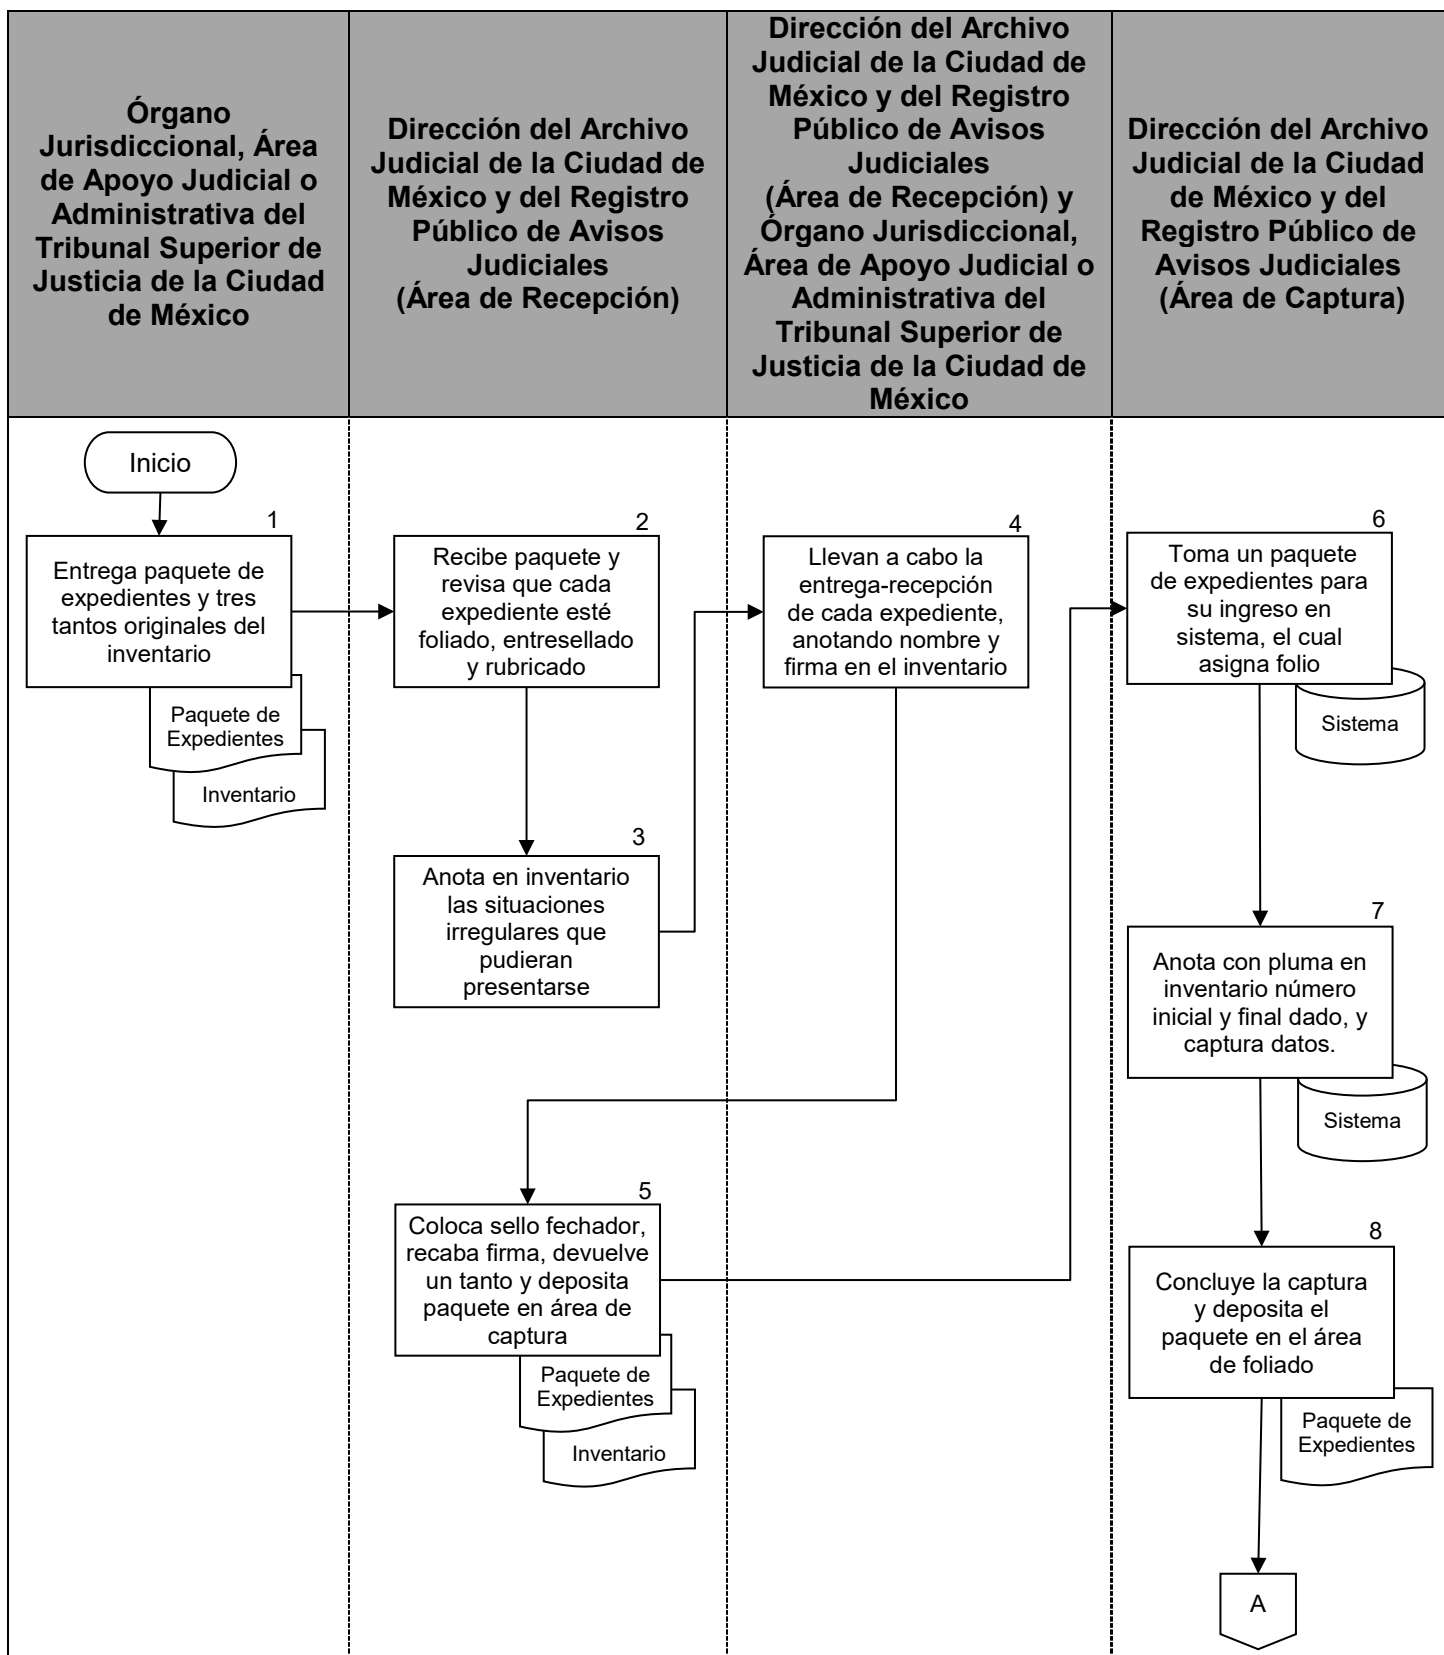 Órgano
Jurisdiccional, Área
de Apoyo Judicial o
Administrativa del
Tribunal Superior de
Justicia de la Ciudad
de México
Dirección del Archivo
Judicial de la Ciudad de
México y del Registro
Público de Avisos
Judiciales
(Área de Recepción)
Dirección del Archivo
Judicial de la Ciudad de
México y del Registro
Público de Avisos
Judiciales
(Área de Recepción) y
Órgano Jurisdiccional,
Área de Apoyo Judicial o
Administrativa del
Tribunal Superior de
Justicia de la Ciudad de
México
Dirección del Archivo
Judicial de la Ciudad
de México y del
Registro Público de
Avisos Judiciales
(Área de Captura)
Inicio
1
Entrega paquete de
expedientes y tres
tantos originales del
inventario
Paquete de
Expedientes
Inventario
2
Recibe paquete y
revisa que cada
expediente esté
foliado, entresellado
y rubricado
3
Anota en inventario
las situaciones
irregulares que
pudieran
presentarse
4
Llevan a cabo la
entrega-recepción
de cada expediente,
anotando nombre y
firma en el inventario
5
Coloca sello fechador,
recaba firma, devuelve
un tanto y deposita
paquete en área de
captura
Paquete de
Expedientes
Inventario
6
Toma un paquete
de expedientes para
su ingreso en
sistema, el cual
asigna folio
Sistema
7
Anota con pluma en
inventario número
inicial y final dado, y
captura datos.
Sistema
8
Concluye la captura
y deposita el
paquete en el área
de foliado
Paquete de
Expedientes
A